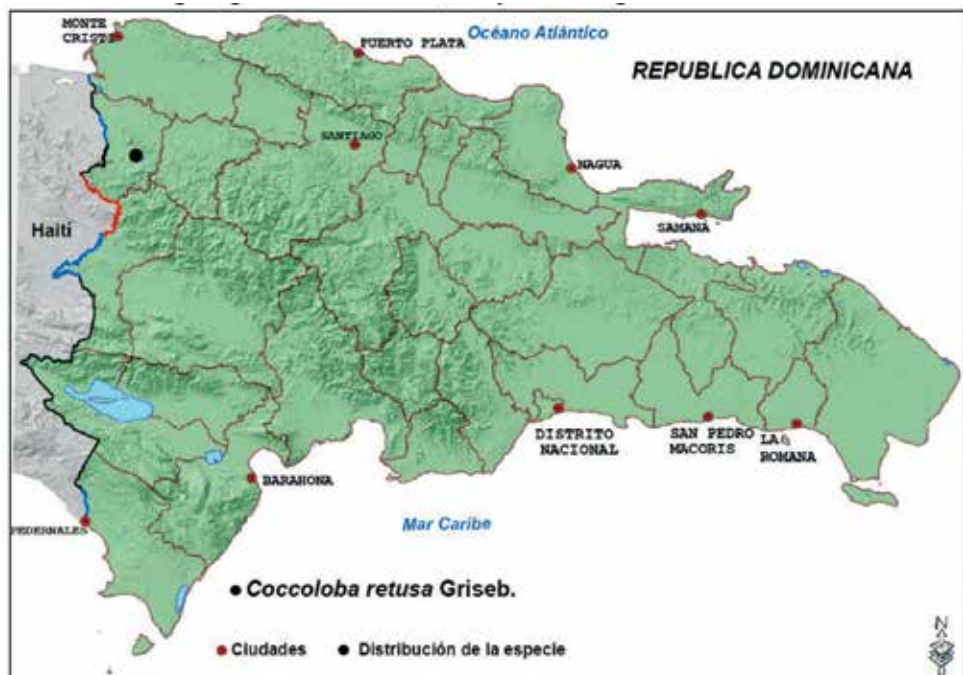 MONTE
CRISTI
PUERTO PLATA
Océano Atlántico
REPUBLICA DOMINICANA
SANTIAGO
NAGUA
SAMANÁ
Haití
DISTRITO
NACIONAL
SAN PEDRO
MACORIS
LA
ROMANA
BARAHONA
PEDERNALES
Mar Caribe
Coccoloba retusa Griseb.
Ciudades
Distribución de la especie
N